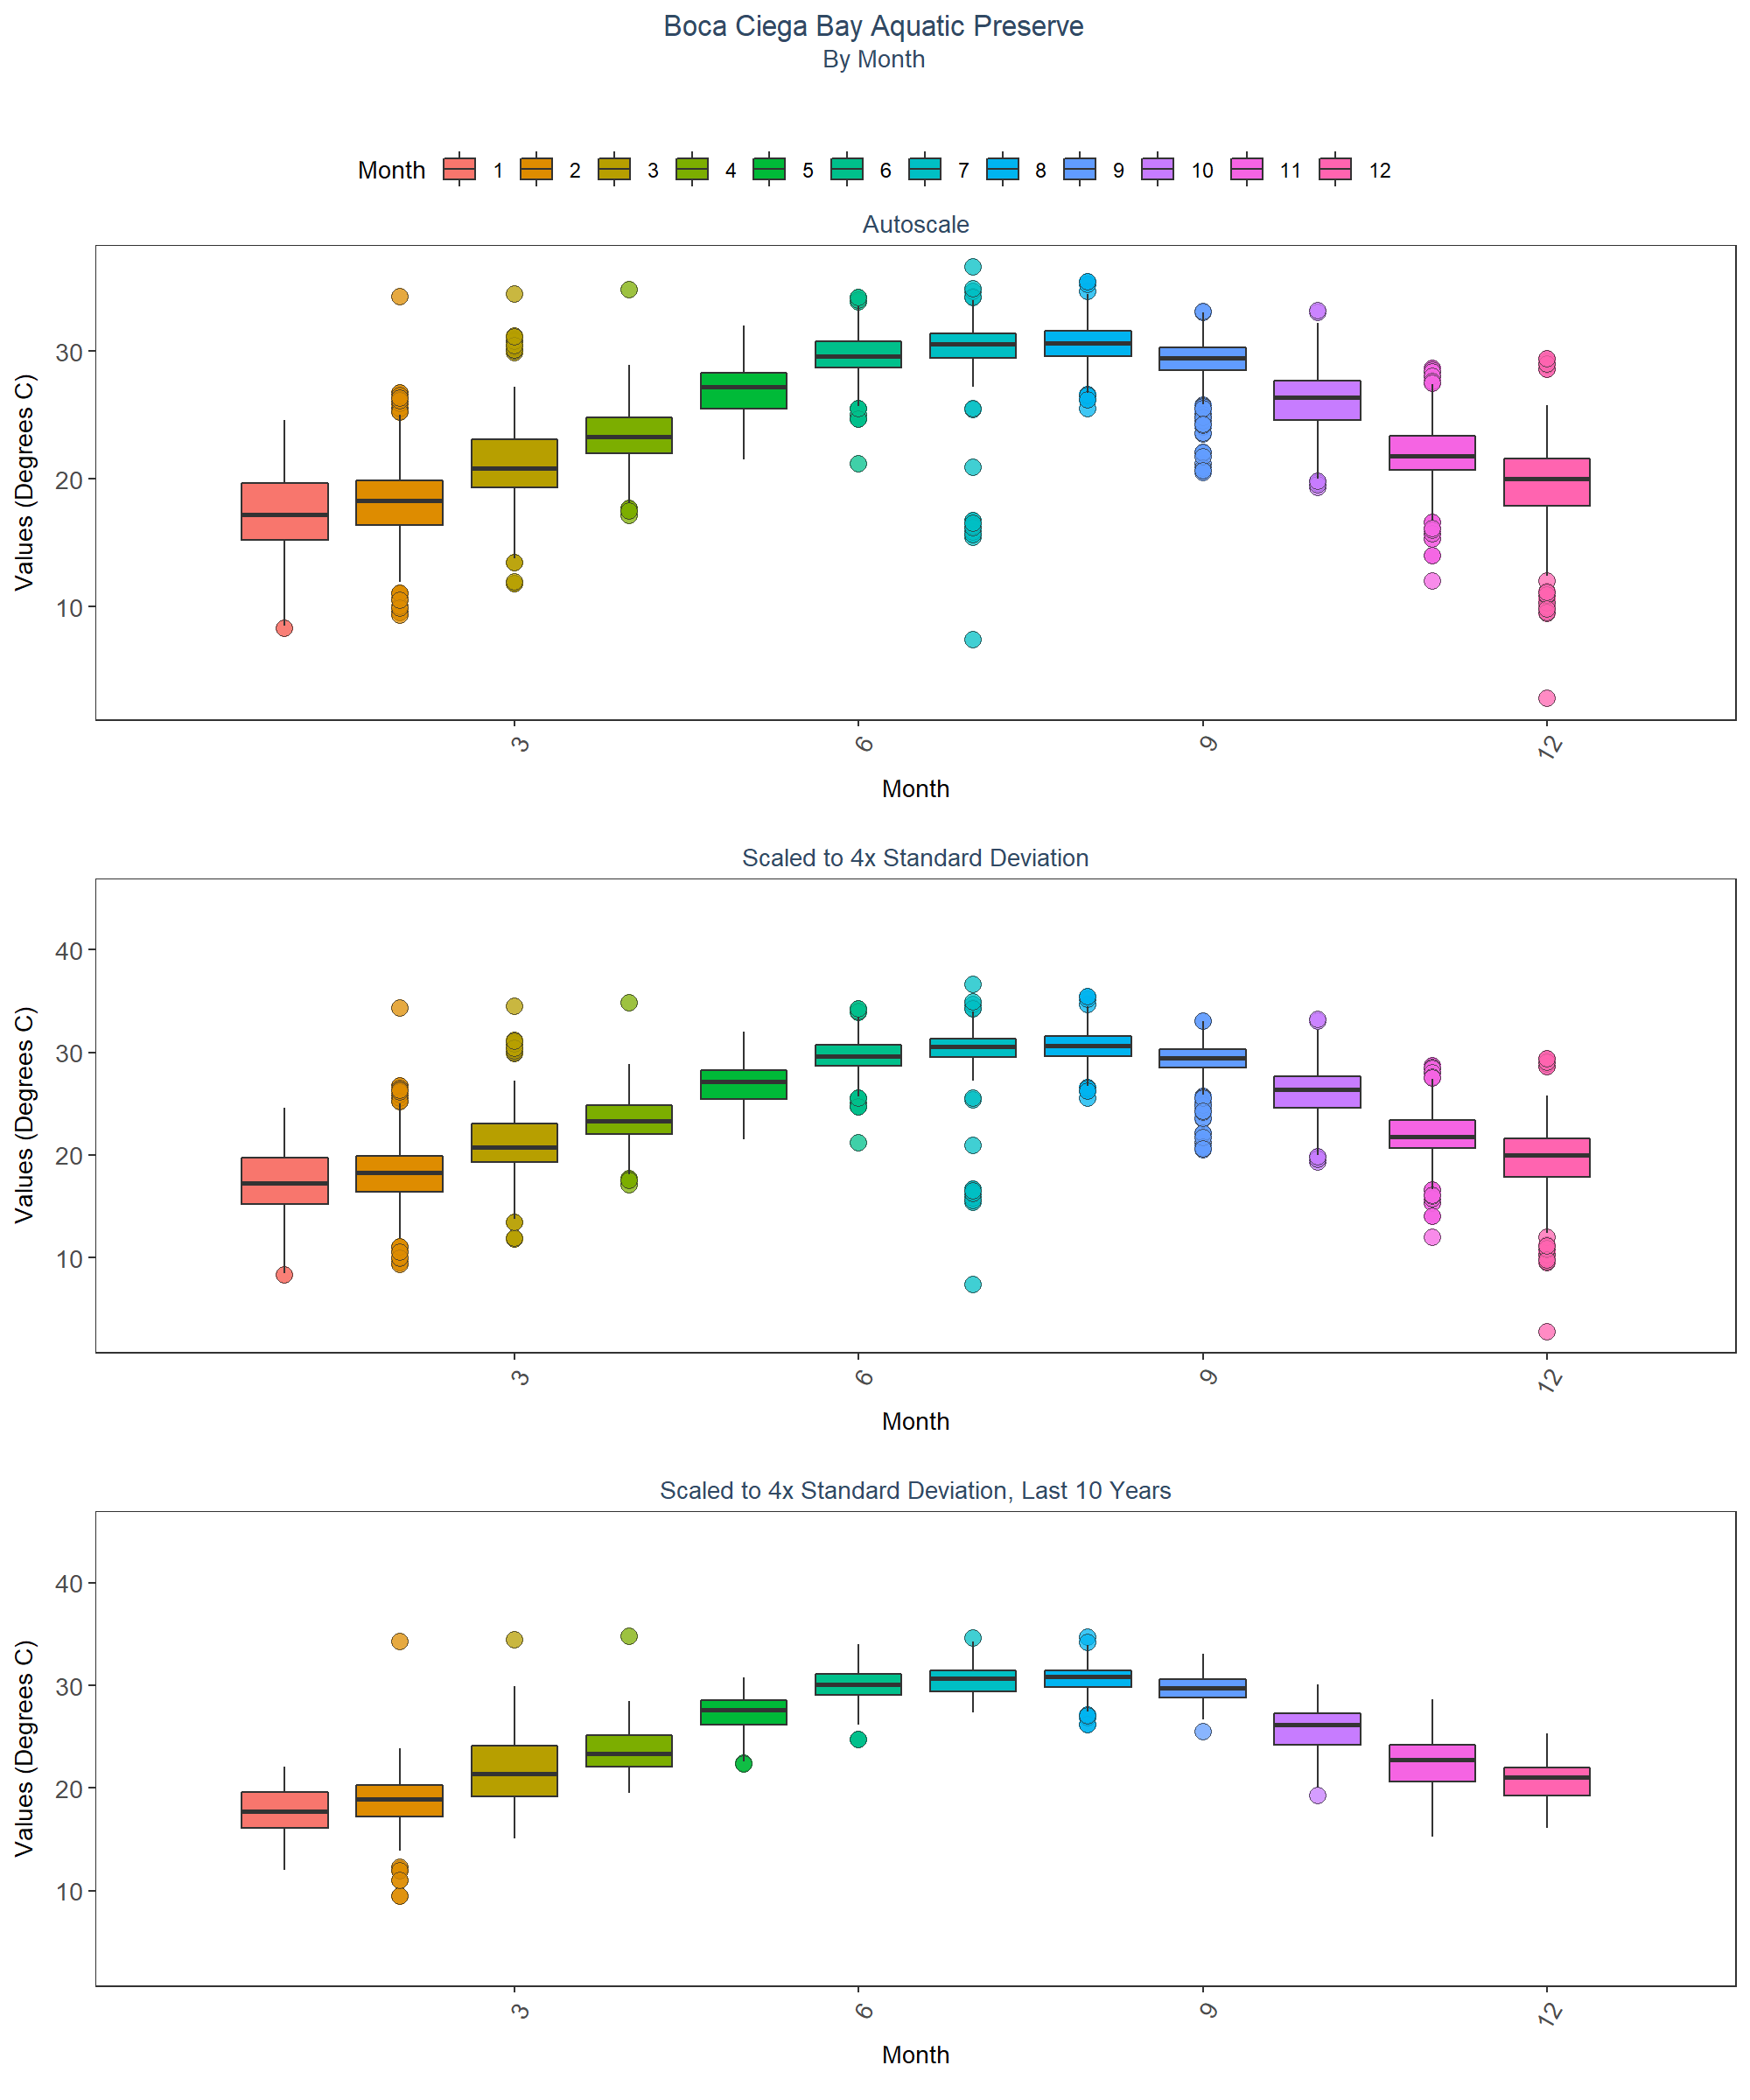 Boca Ciega Bay Aquatic Preserve
By Month
Month 1 2 3 4 5 6 7 8 9 10 11 12
Autoscale
Values (Degrees C)
30
20
10
3 6 9 12
Month
Scaled to 4x Standard Deviation
Values (Degrees C)
40
30
20
10
3 6 9 12
Month
Scaled to 4x Standard Deviation, Last 10 Years
Values (Degrees C)
40
30
20
10
3 6 9 12
Month